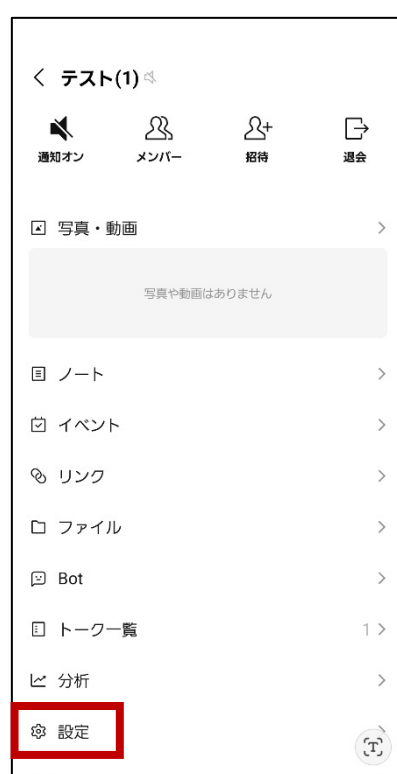 テスト(1)
通知オン メンバー 招待 退会
写真・動画
写真や動画はありません
ノート
イベント
リンク
ファイル
Bot
トーク一覧 1
分析
設定
T